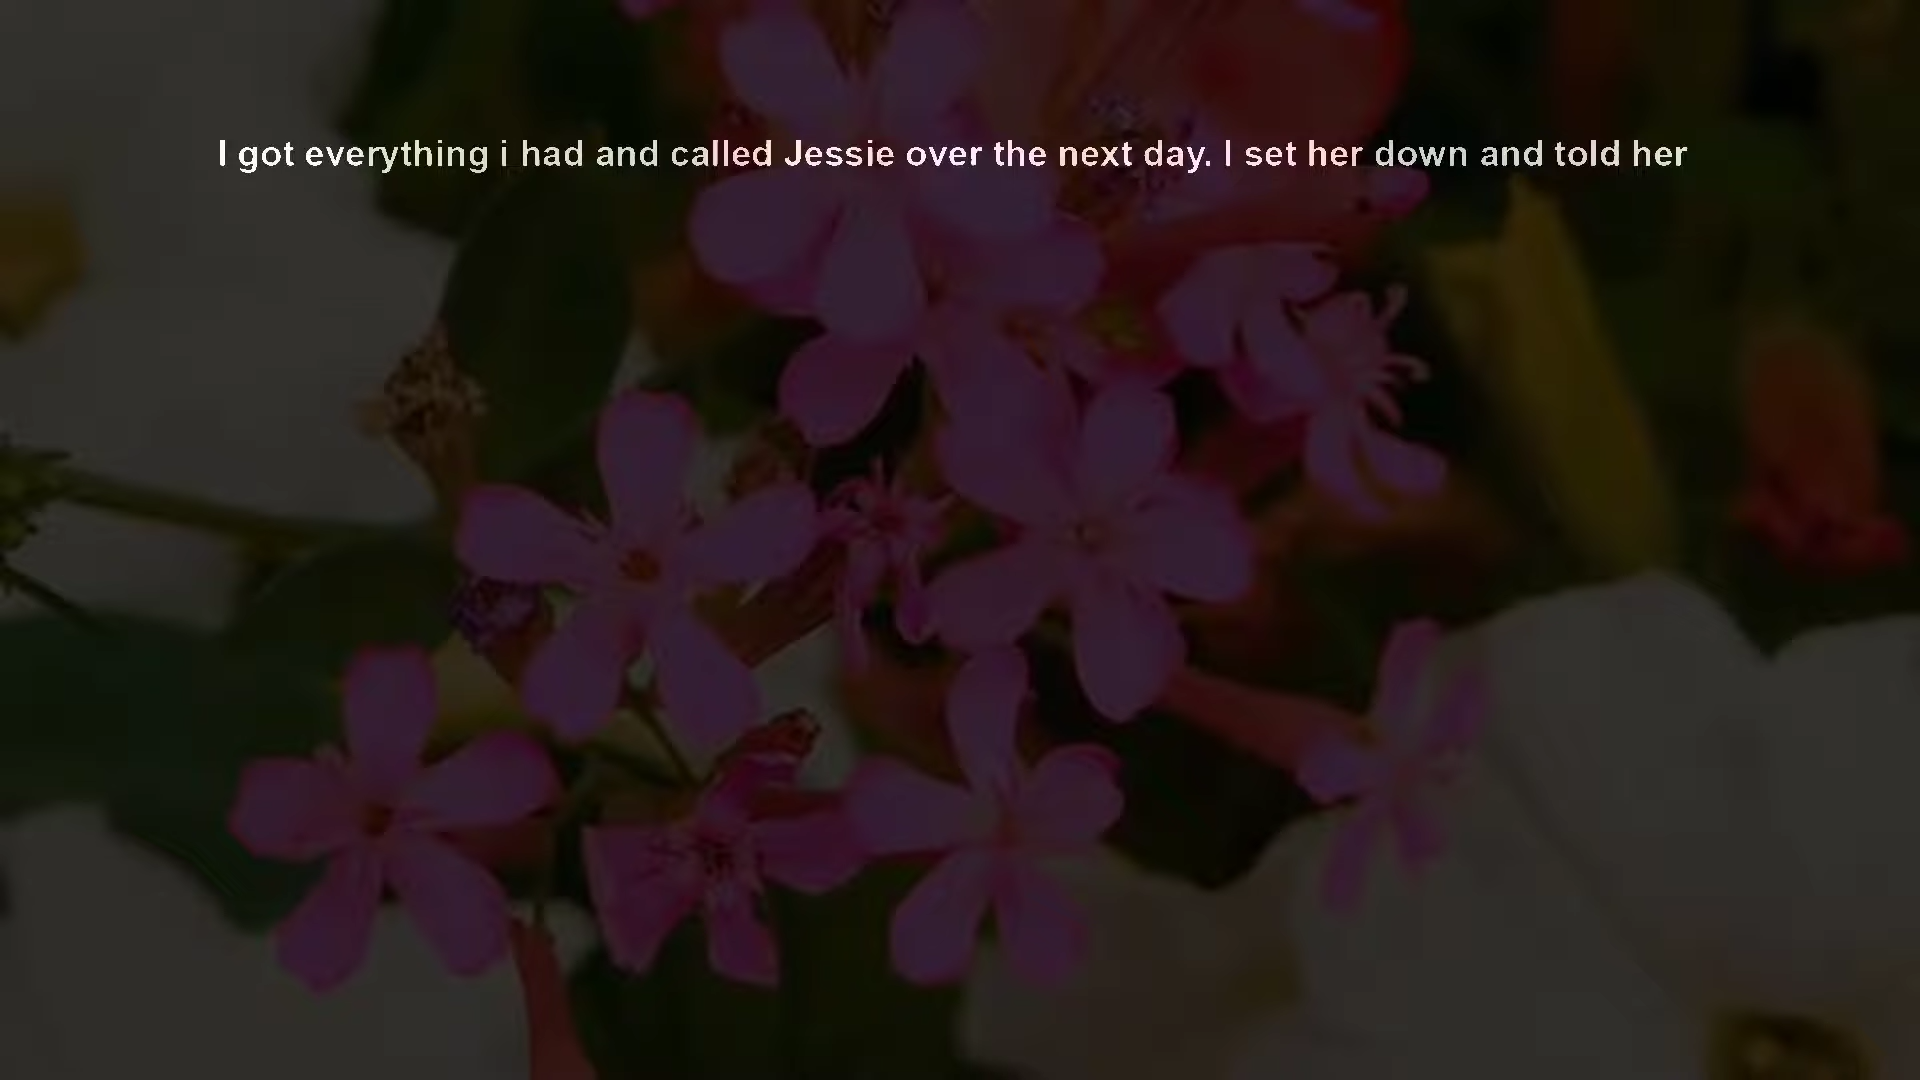 I got everything i had and called Jessie over the next day. I set her down and told her